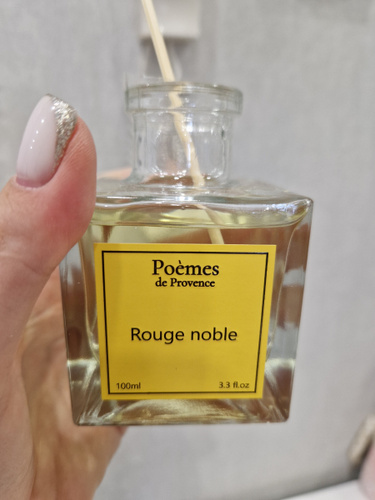 Poèmes
de Provence
Rouge noble
100ml 3.3 fl.oz